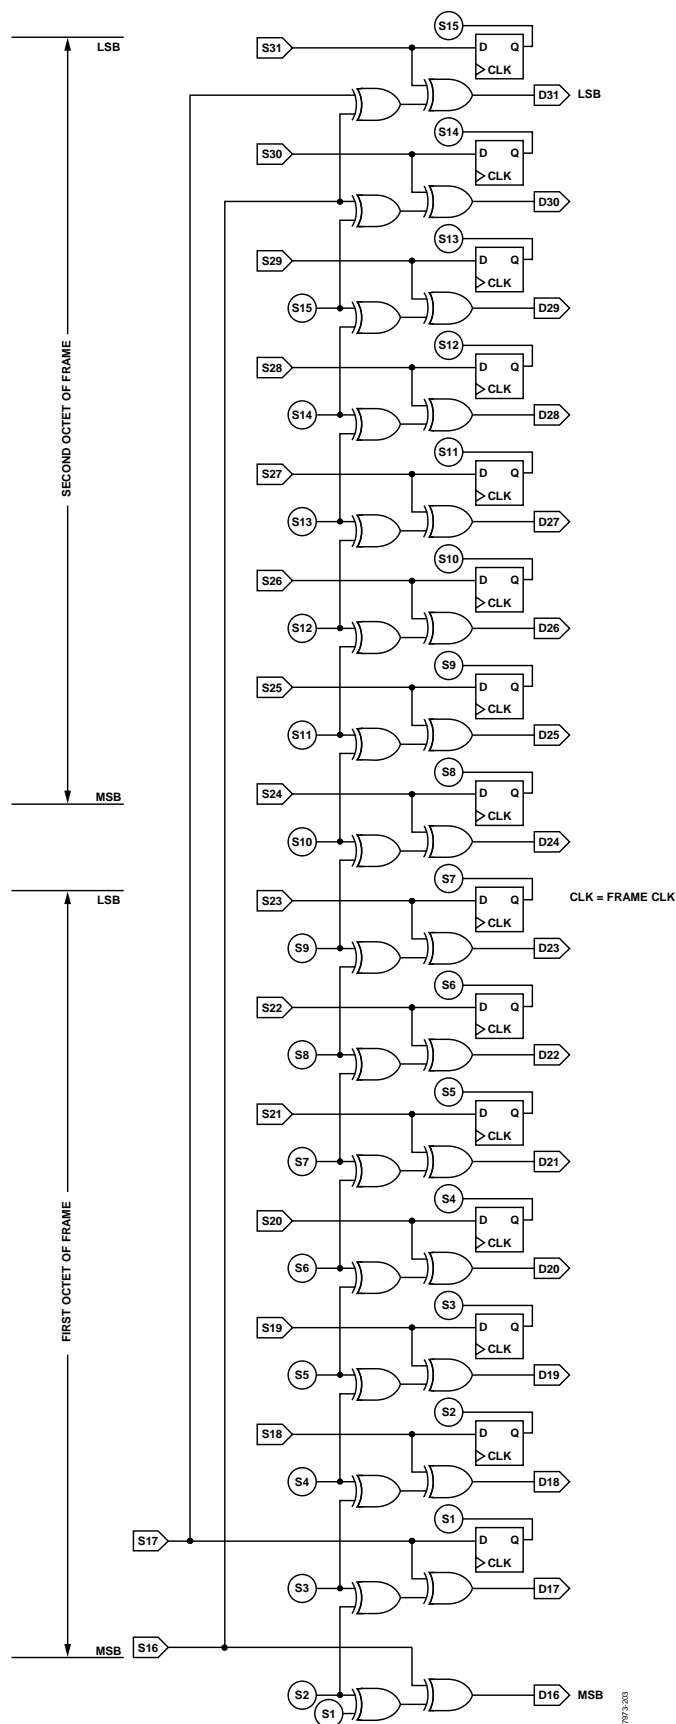 S15
LSB
S31
D Q
CLK
D31 LSB
S14
S30
D Q
CLK
D30
S13
S29
D Q
CLK
S15
D29
S12
S28
D Q
CLK
S14
D28
S11
S27
D Q
CLK
S13
D27
SECOND OCTET OF FRAME
S10
S26
D Q
CLK
S12
D26
S9
S25
D Q
CLK
S11
D25
S8
MSB
S24
D Q
CLK
S10
D24
S7
LSB
S23
D Q
CLK = FRAME CLK
CLK
S9
D23
S6
S22
D Q
CLK
S8
D22
S5
S21
D Q
CLK
S7
D21
S4
S20
D Q
CLK
S6
D20
FIRST OCTET OF FRAME
S3
S19
D Q
CLK
S5
D19
S2
S18
D Q
CLK
S4
D18
S1
S17
D Q
CLK
S3
D17
MSB
S16
S2
D16 MSB
S1
7973-203